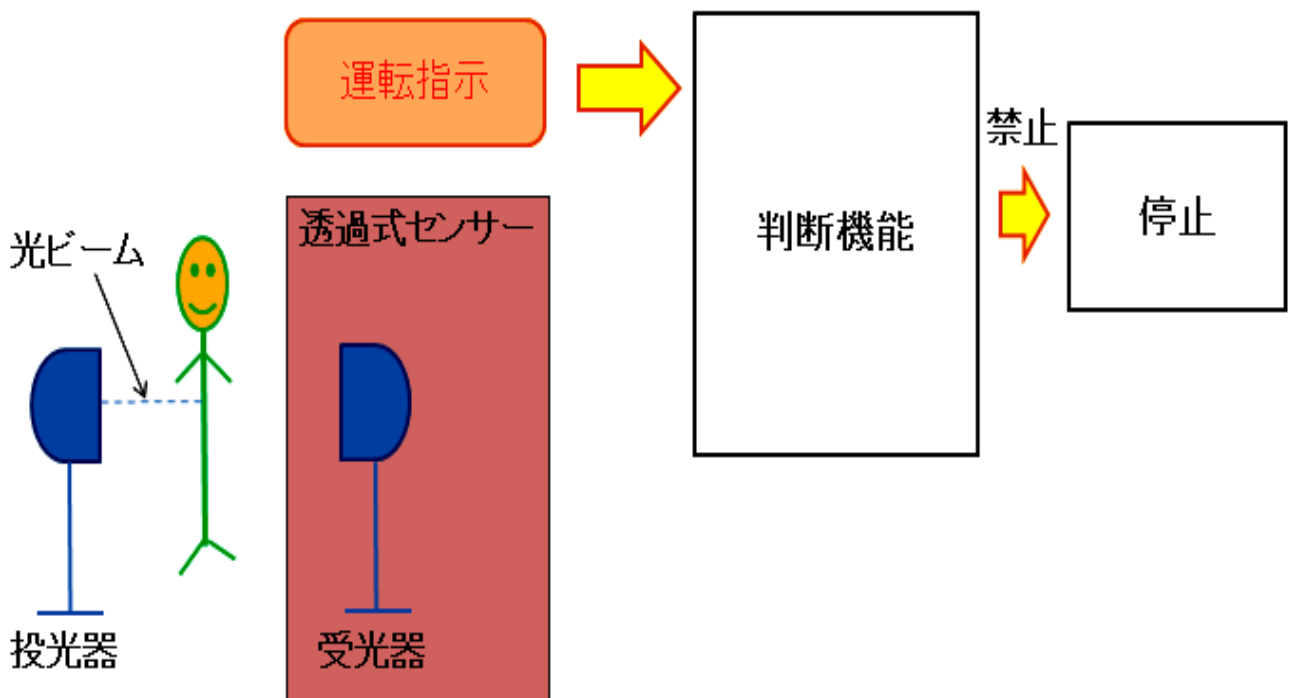 運転指示
禁止
透過式センサー
判断機能
停止
光ビーム
投光器
受光器